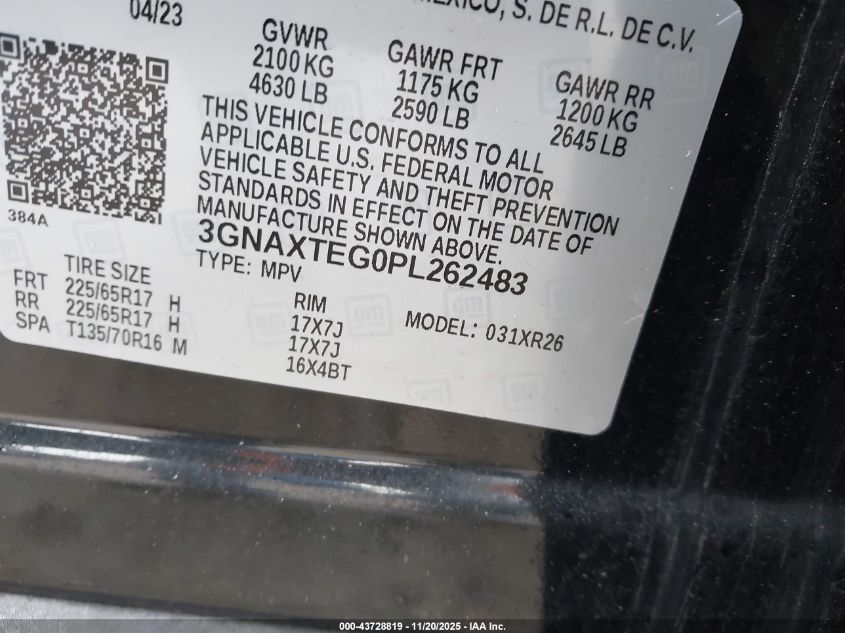 MEXICO, S. DE R.L. DE C.V.
04/23
GVWR
2100 KG
4630 LB
GAWR FRT
1175 KG
2590 LB
GAWR RR
1200 KG
2645 LB
THIS VEHICLE CONFORMS TO ALL
APPLICABLE U.S. FEDERAL MOTOR
VEHICLE SAFETY AND THEFT PREVENTION
STANDARDS IN EFFECT ON THE DATE OF
MANUFACTURE SHOWN ABOVE.
3GNAXTEG0PL262483
TYPE: MPV
MODEL: 031XR26
384A
TIRE SIZE
RIM
FRT 225/65R17 H 17X7J
RR 225/65R17 H 17X7J
SPA T135/70R16 M 16X4BT
000-43728819 - 11/20/2025 - IAA Inc.